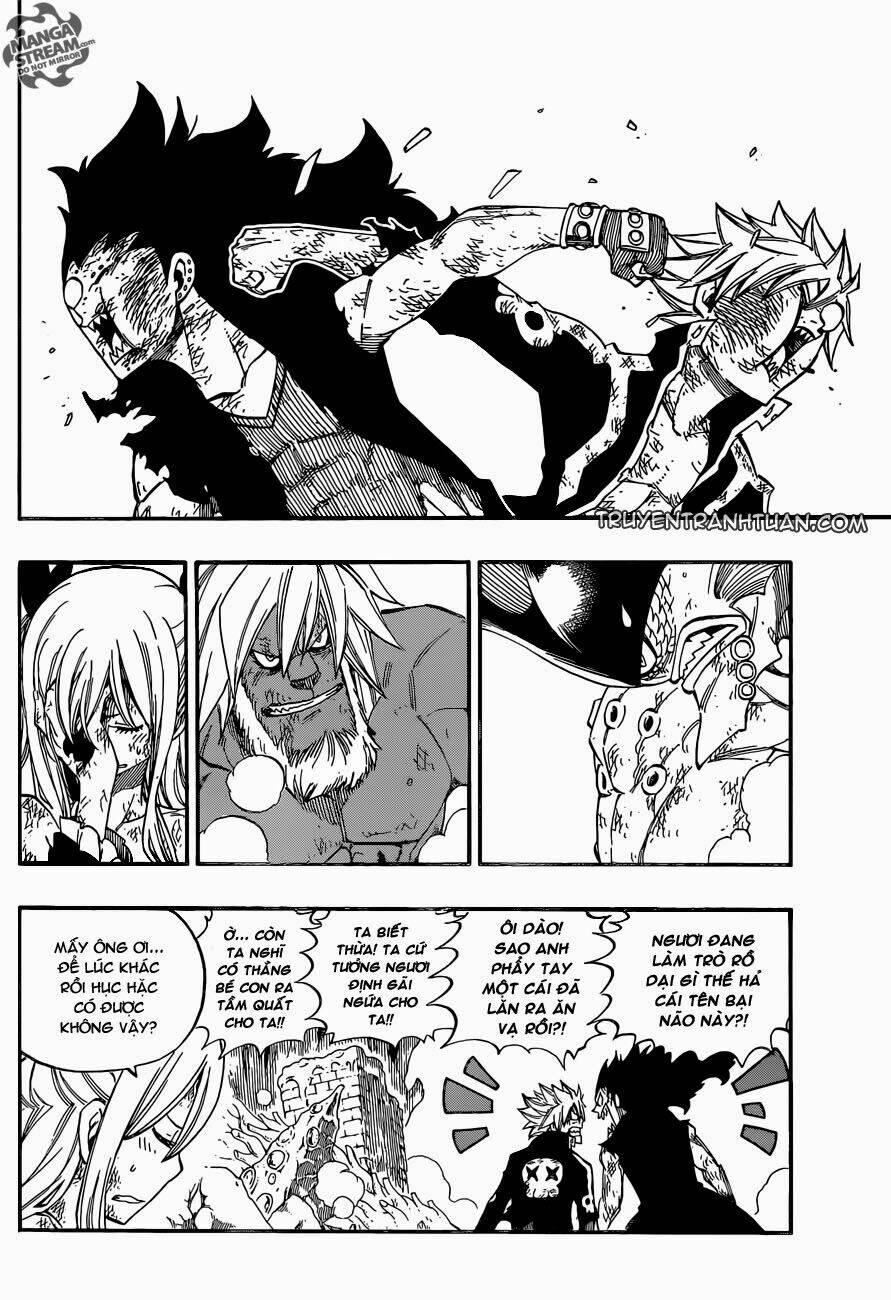 MANGA
STREAM.com
DO NOT MIRROR
TRUYENTRANHTUAN.COM
NGƯƠI ĐANG
LÀM TRÒ RỒ
DẠI GÌ THẾ HẢ
CÁI TÊN BẠI
NÃO NÀY?!
ÔI DÀO!
SAO ANH
PHẨY TAY
MỘT CÁI ĐÃ
LĂN RA ĂN
VẠ RỒI?!
TA BIẾT
THỪA! TA CỨ
TƯỞNG NGƯƠI
ĐỊNH GÃI
NGỨA CHO
TA!!
Ờ... CÒN
TA NGHĨ
CÓ THẰNG
BÉ CON RA
TẨM QUẤT
CHO TA!!
MẤY ÔNG ƠI...
ĐỂ LÚC KHÁC
RỒI HỤC HẶC
CÓ ĐƯỢC
KHÔNG VẬY?